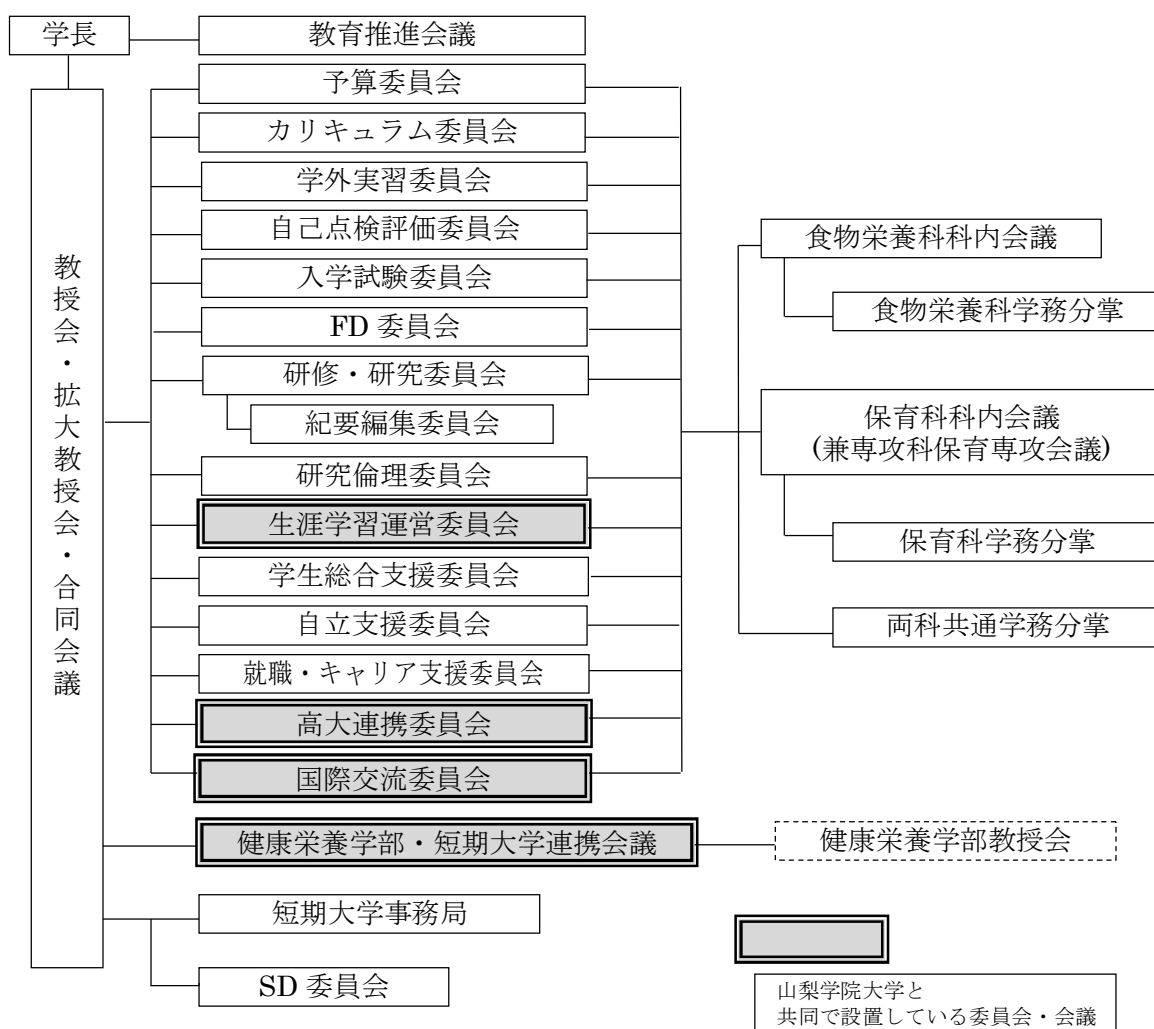 学長
教育推進会議
教授会・拡大教授会・合同会議
予算委員会
カリキュラム委員会
学外実習委員会
自己点検評価委員会
入学試験委員会
FD 委員会
研修・研究委員会
紀要編集委員会
研究倫理委員会
生涯学習運営委員会
学生総合支援委員会
自立支援委員会
就職・キャリア支援委員会
高大連携委員会
国際交流委員会
健康栄養学部・短期大学連携会議
健康栄養学部教授会
短期大学事務局
SD 委員会
食物栄養科科内会議
食物栄養科学務分掌
保育科科内会議
(兼専攻科保育専攻会議)
保育科学務分掌
両科共通学務分掌
山梨学院大学と
共同で設置している委員会・会議